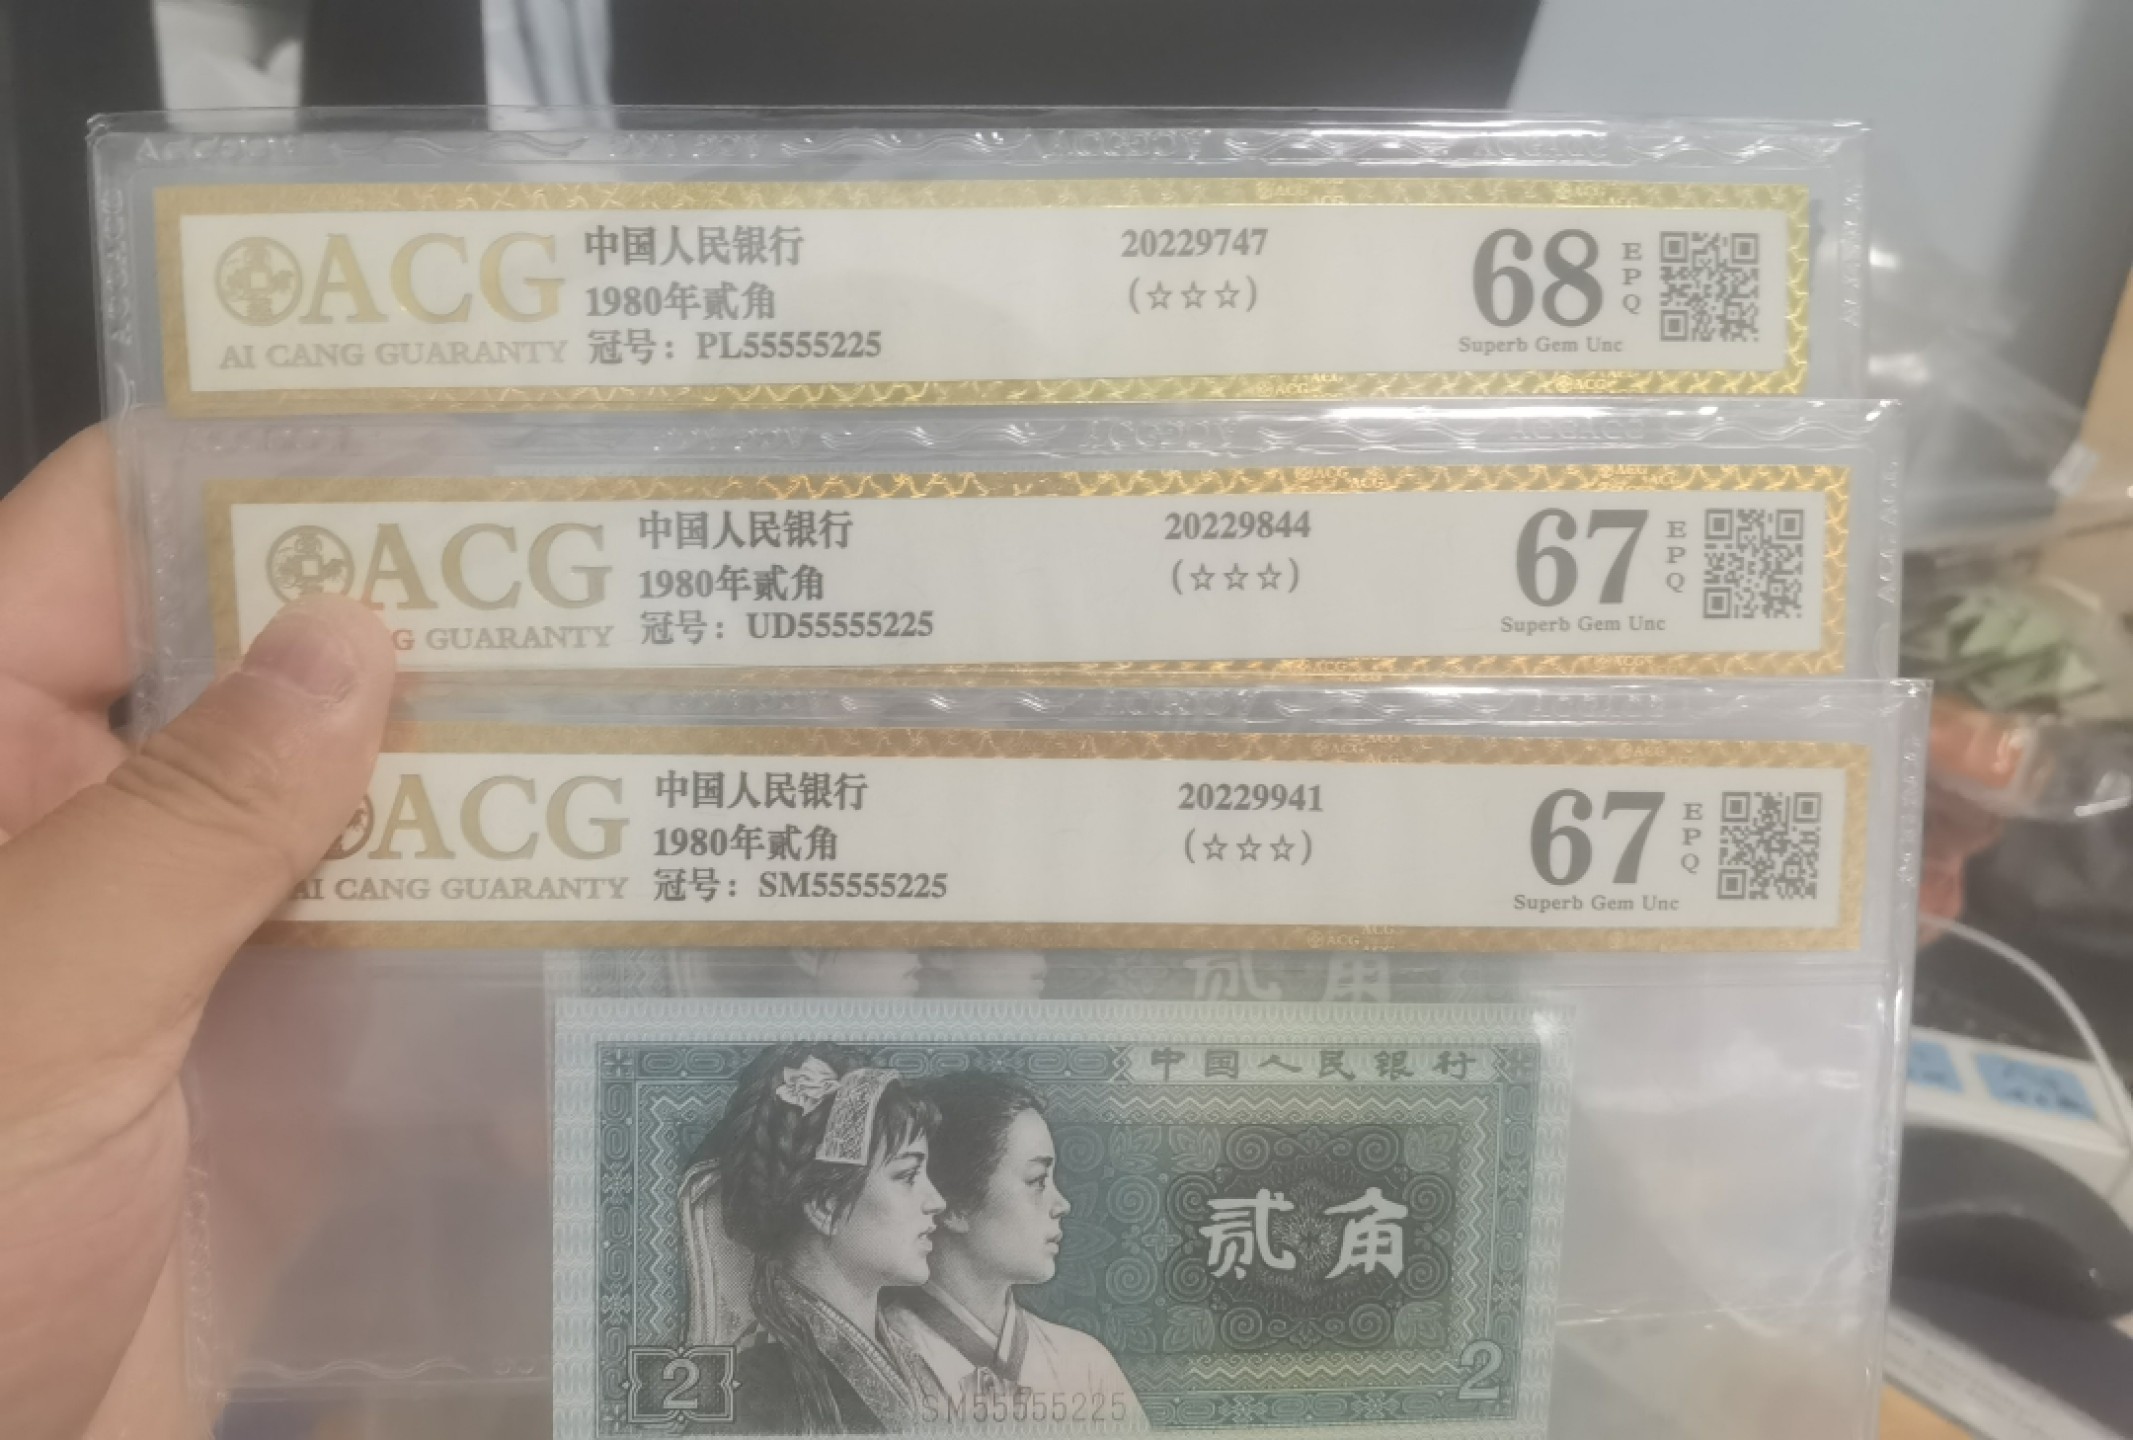 ACG
AI CANG GUARANTY
中国人民银行
1980年贰角
冠号：PL55555225
20229747
(☆☆☆)
68
EPQ
Superb Gem Unc
ACG
G GUARANTY
中国人民银行
1980年贰角
冠号：UD55555225
20229844
(☆☆☆)
67
EPQ
Superb Gem Unc
ACG
AI CANG GUARANTY
中国人民银行
1980年贰角
冠号：SM55555225
20229941
(☆☆☆)
67
EPQ
Superb Gem Unc
贰角
中国人民银行
贰角
2
2
SM55555225